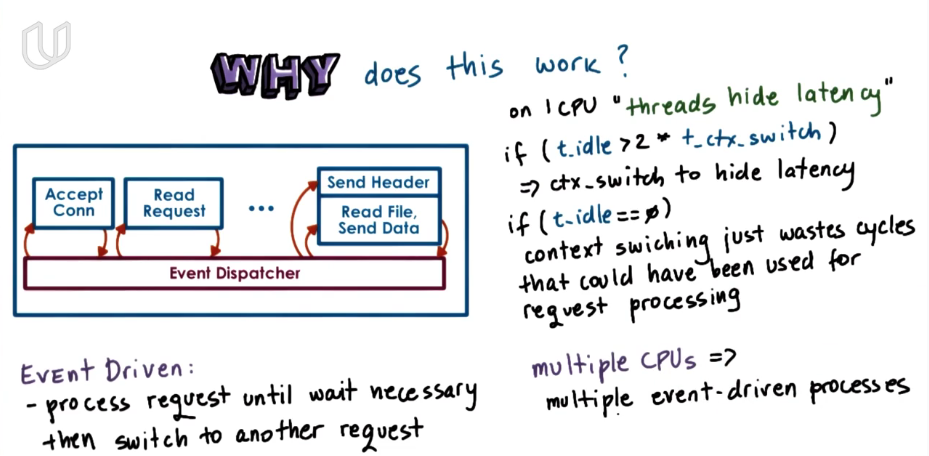 WHY does this work?
on 1 CPU "threads hide latency"
if (t_idle > 2 * t_ctx_switch)
=> ctx_switch to hide latency
if (t_idle == 0)
context swiching just wastes cycles
that could have been used for
request processing
Accept
Conn
Read
Request
...
Send Header
Read File,
Send Data
Event Dispatcher
Event Driven:
- process request until wait necessary
then switch to another request
multiple CPUs =>
multiple event-driven processes